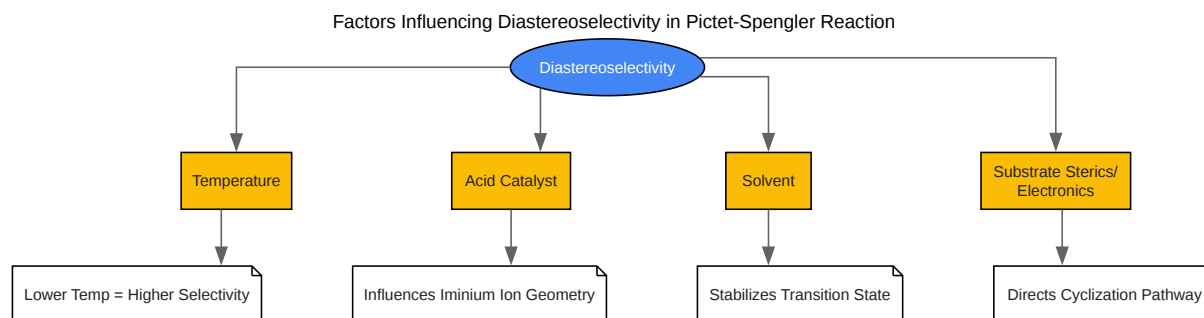 Factors Influencing Diastereoselectivity in Pictet-Spengler Reaction
Diastereoselectivity
Temperature
Acid Catalyst
Solvent
Substrate Sterics/
Electronics
Lower Temp = Higher Selectivity
Influences Iminium Ion Geometry
Stabilizes Transition State
Directs Cyclization Pathway